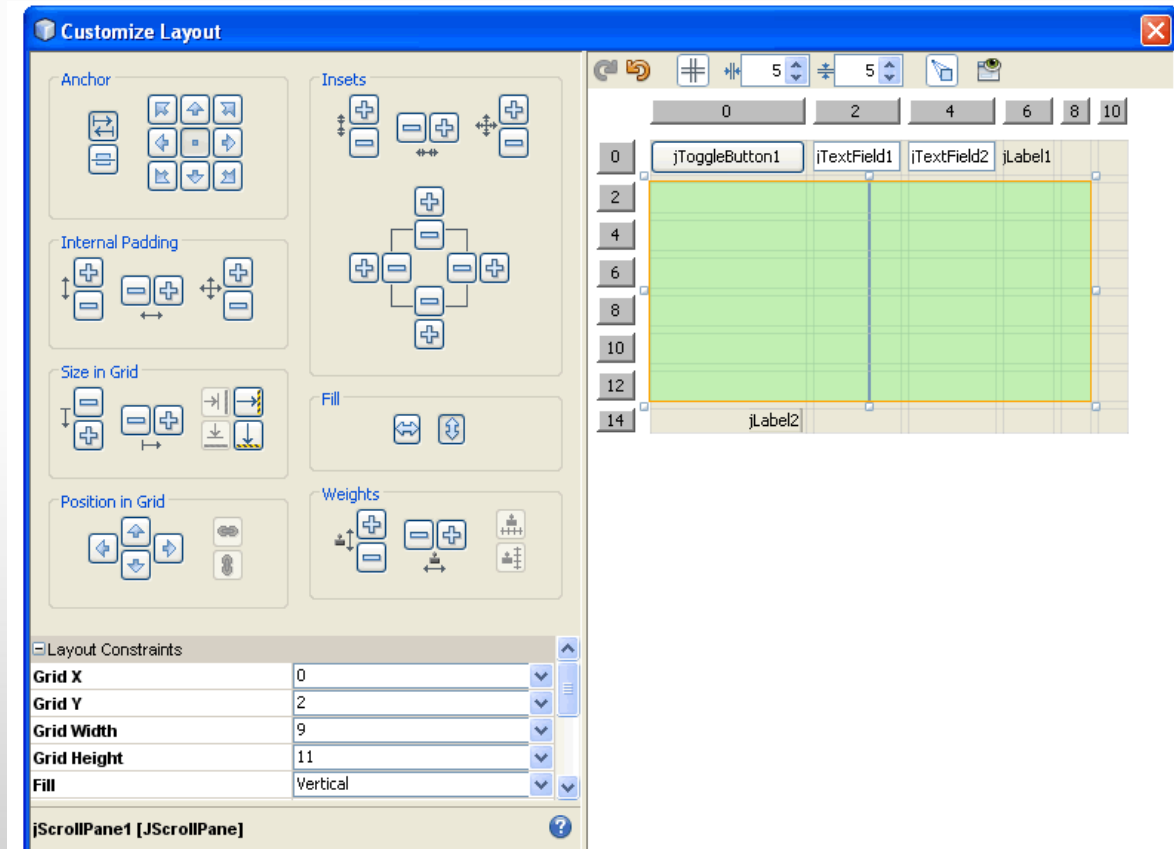 Customize Layout
Anchor
Insets
Internal Padding
Size in Grid
Fill
Position in Grid
Weights
Layout Constraints
Grid X 0
Grid Y 2
Grid Width 9
Grid Height 11
Fill Vertical
jScrollPane1 [JScrollPane]
5 5
0 2 4 6 8 10
0 jToggleButton1 jTextField1 jTextField2 jLabel1
2
4
6
8
10
12
14 jLabel2